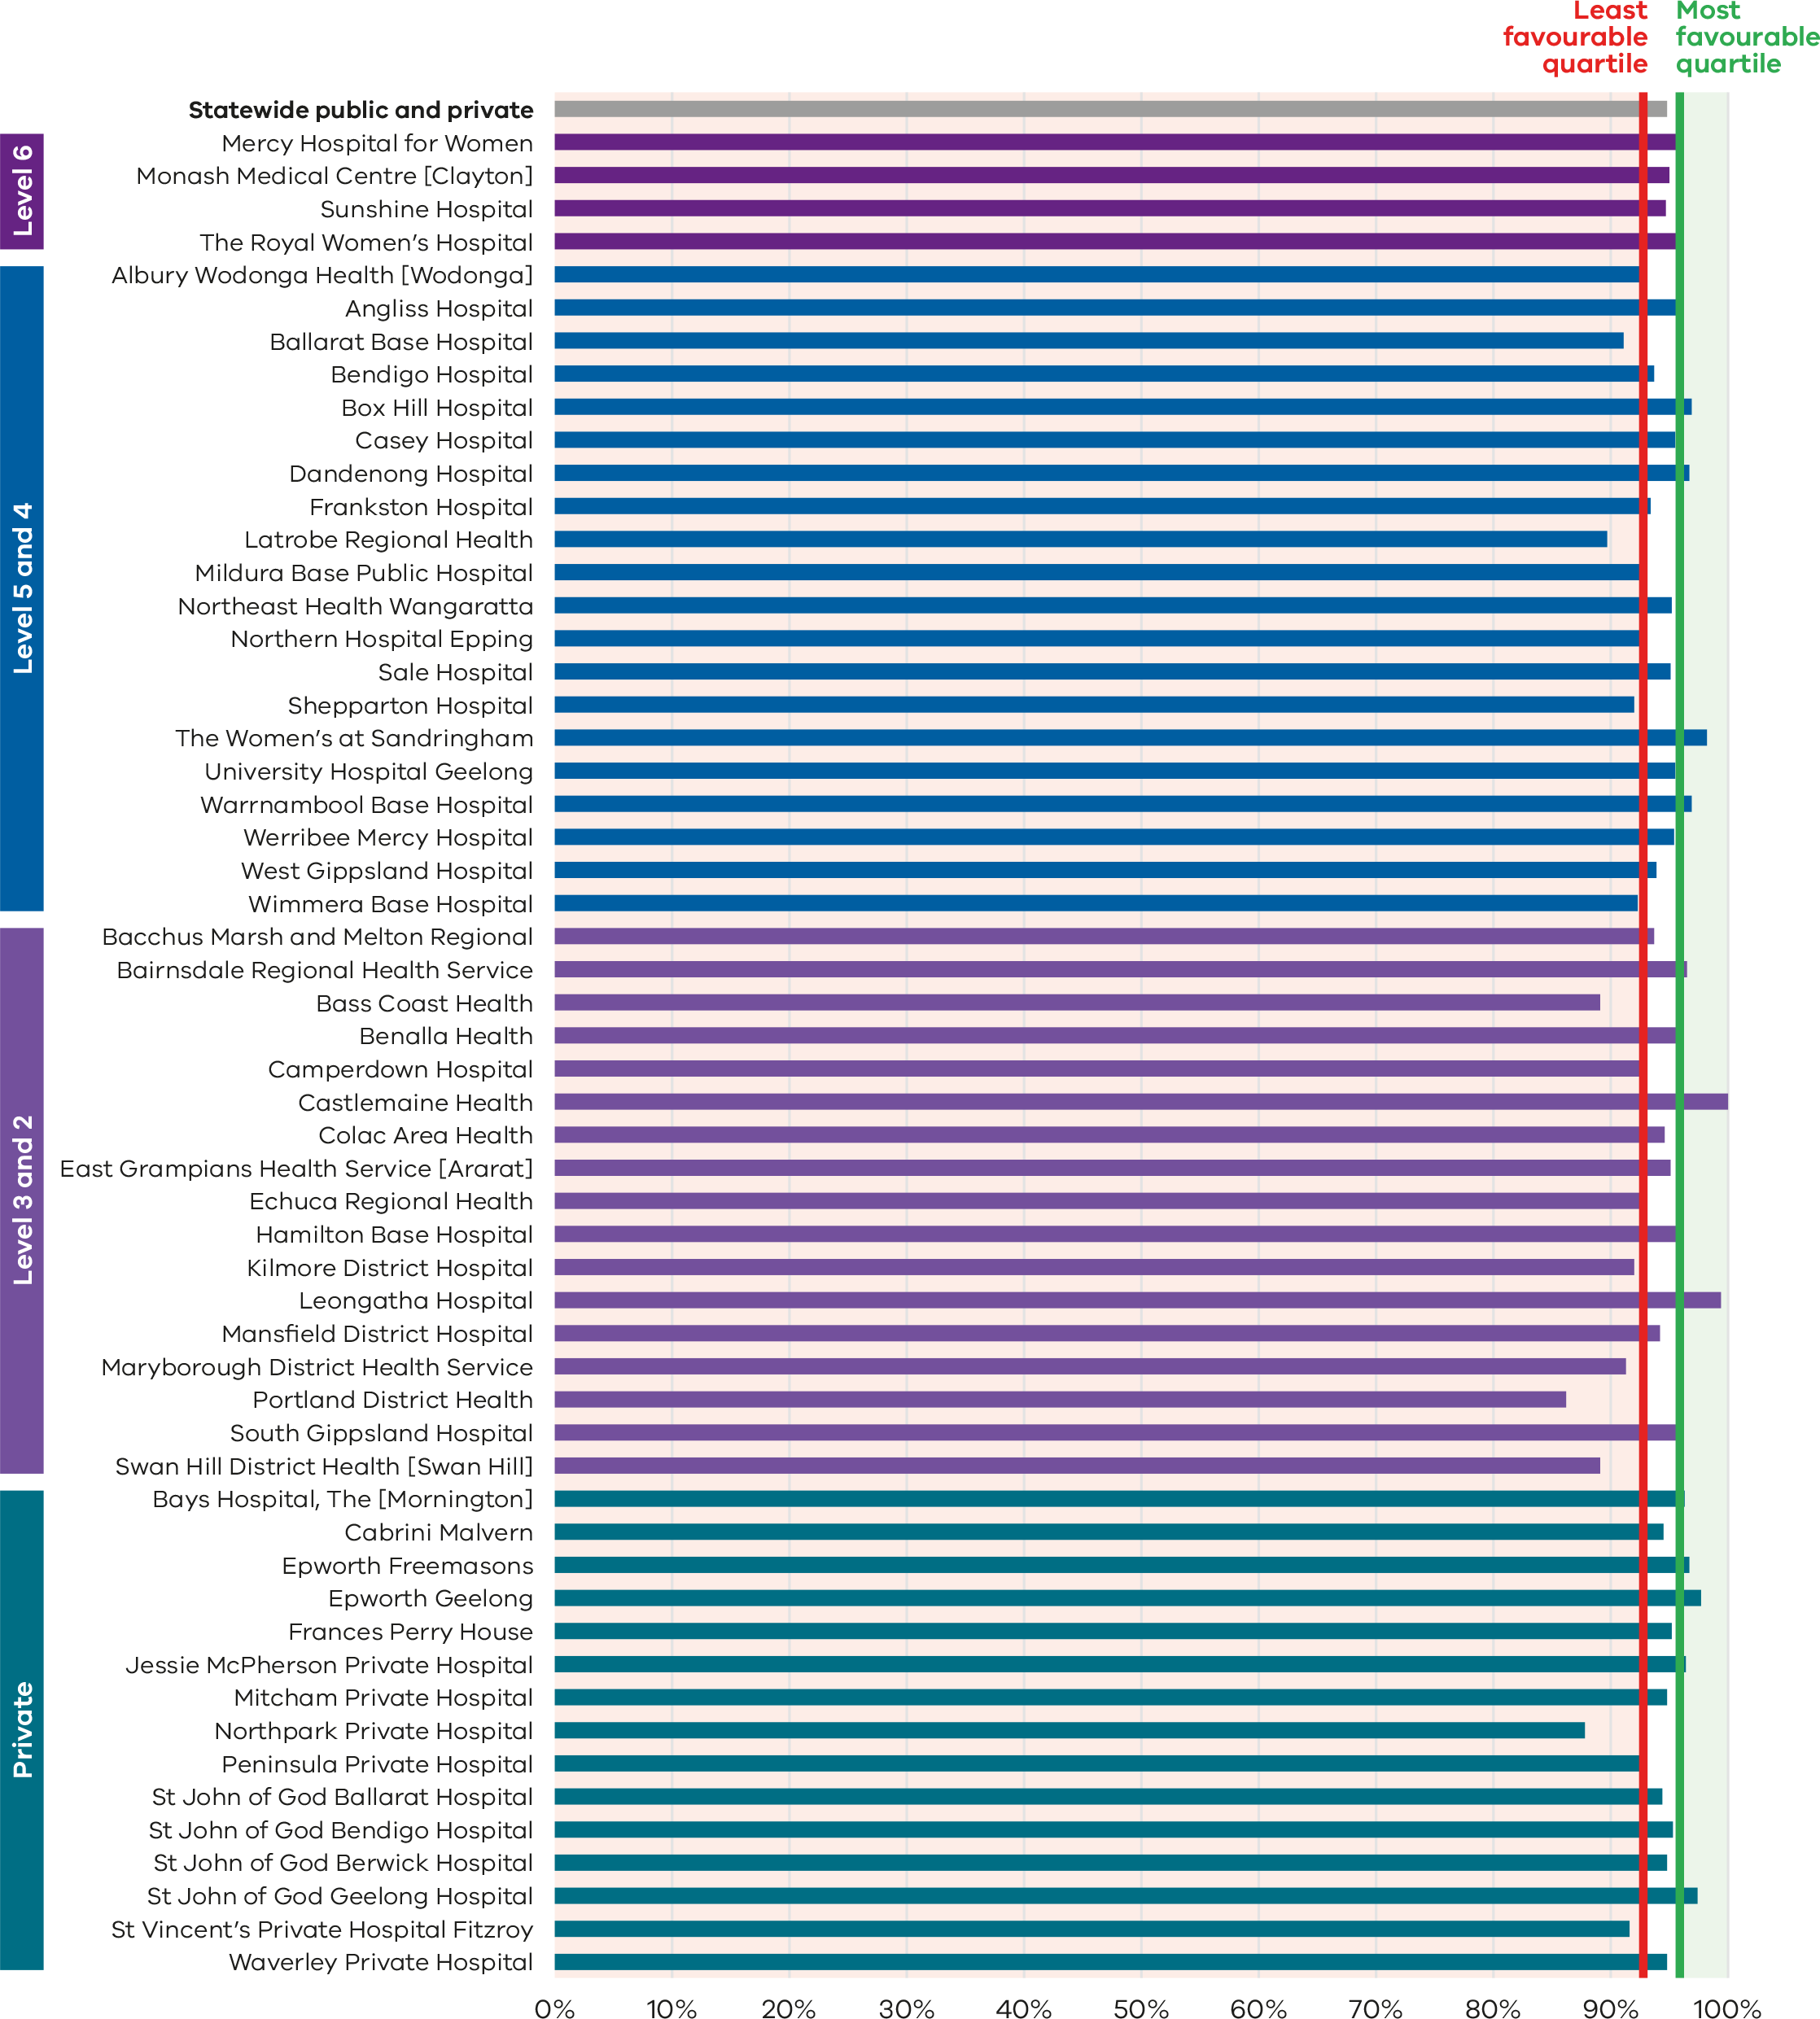 Least
favourable
quartile
Most
favourable
quartile
Statewide public and private
Level 6
Mercy Hospital for Women
Monash Medical Centre [Clayton]
Sunshine Hospital
The Royal Women’s Hospital
Level 5 and 4
Albury Wodonga Health [Wodonga]
Angliss Hospital
Ballarat Base Hospital
Bendigo Hospital
Box Hill Hospital
Casey Hospital
Dandenong Hospital
Frankston Hospital
Latrobe Regional Health
Mildura Base Public Hospital
Northeast Health Wangaratta
Northern Hospital Epping
Sale Hospital
Shepparton Hospital
The Women’s at Sandringham
University Hospital Geelong
Warrnambool Base Hospital
Werribee Mercy Hospital
West Gippsland Hospital
Wimmera Base Hospital
Level 3 and 2
Bacchus Marsh and Melton Regional
Bairnsdale Regional Health Service
Bass Coast Health
Benalla Health
Camperdown Hospital
Castlemaine Health
Colac Area Health
East Grampians Health Service [Ararat]
Echuca Regional Health
Hamilton Base Hospital
Kilmore District Hospital
Leongatha Hospital
Mansfield District Hospital
Maryborough District Health Service
Portland District Health
South Gippsland Hospital
Swan Hill District Health [Swan Hill]
Private
Bays Hospital, The [Mornington]
Cabrini Malvern
Epworth Freemasons
Epworth Geelong
Frances Perry House
Jessie McPherson Private Hospital
Mitcham Private Hospital
Northpark Private Hospital
Peninsula Private Hospital
St John of God Ballarat Hospital
St John of God Bendigo Hospital
St John of God Berwick Hospital
St John of God Geelong Hospital
St Vincent’s Private Hospital Fitzroy
Waverley Private Hospital
0% 10% 20% 30% 40% 50% 60% 70% 80% 90% 100%